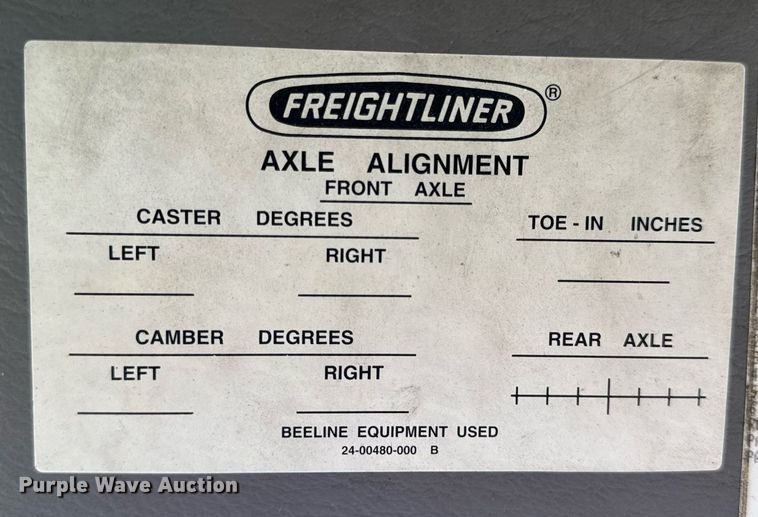 FREIGHTLINER ®
AXLE ALIGNMENT
FRONT AXLE
CASTER DEGREES
TOE - IN INCHES
LEFT RIGHT
CAMBER DEGREES
REAR AXLE
LEFT RIGHT
BEELINE EQUIPMENT USED
24-00480-000 B
Purple Wave Auction